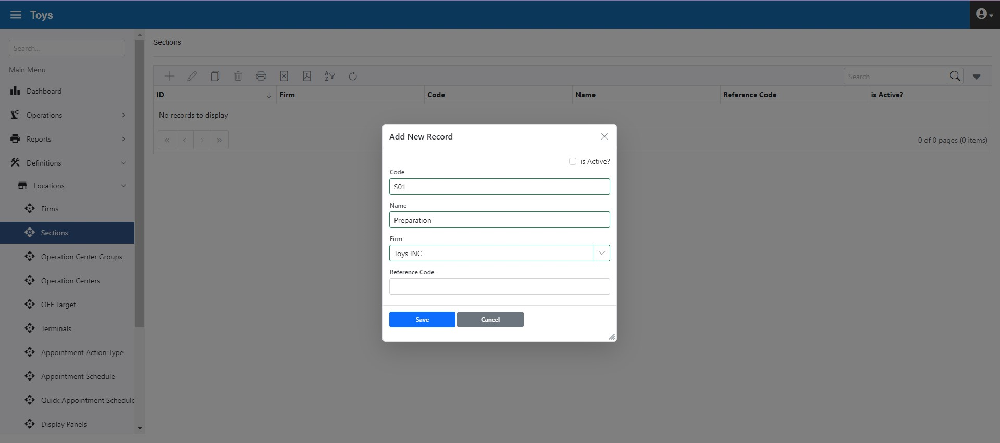 Toys
Search...
Main Menu
Dashboard
Operations
Reports
Definitions
Locations
Firms
Sections
Operation Center Groups
Operation Centers
OEE Target
Terminals
Appointment Action Type
Appointment Schedule
Quick Appointment Schedule
Display Panels
Sections
Search
ID Firm Code Name Reference Code is Active?
No records to display
0 of 0 pages (0 items)
Add New Record
is Active?
Code
S01
Name
Preparation
Firm
Toys INC
Reference Code
Save Cancel